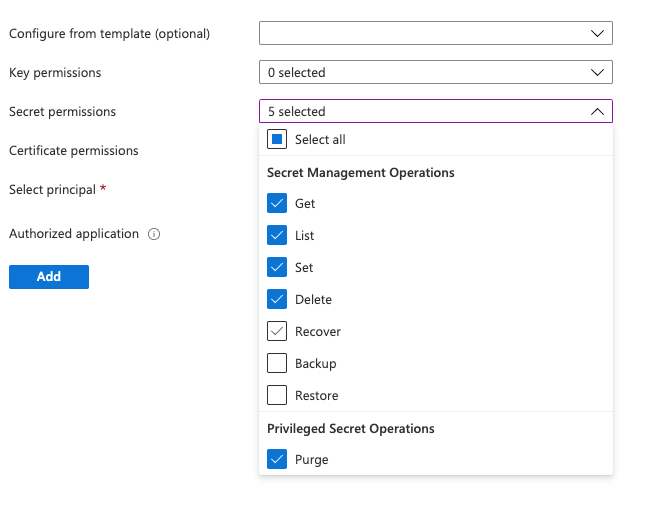 Configure from template (optional)
Key permissions
0 selected
Secret permissions
5 selected
Select all
Certificate permissions
Secret Management Operations
Select principal *
Get
Authorized application
List
Set
Add
Delete
Recover
Backup
Restore
Privileged Secret Operations
Purge